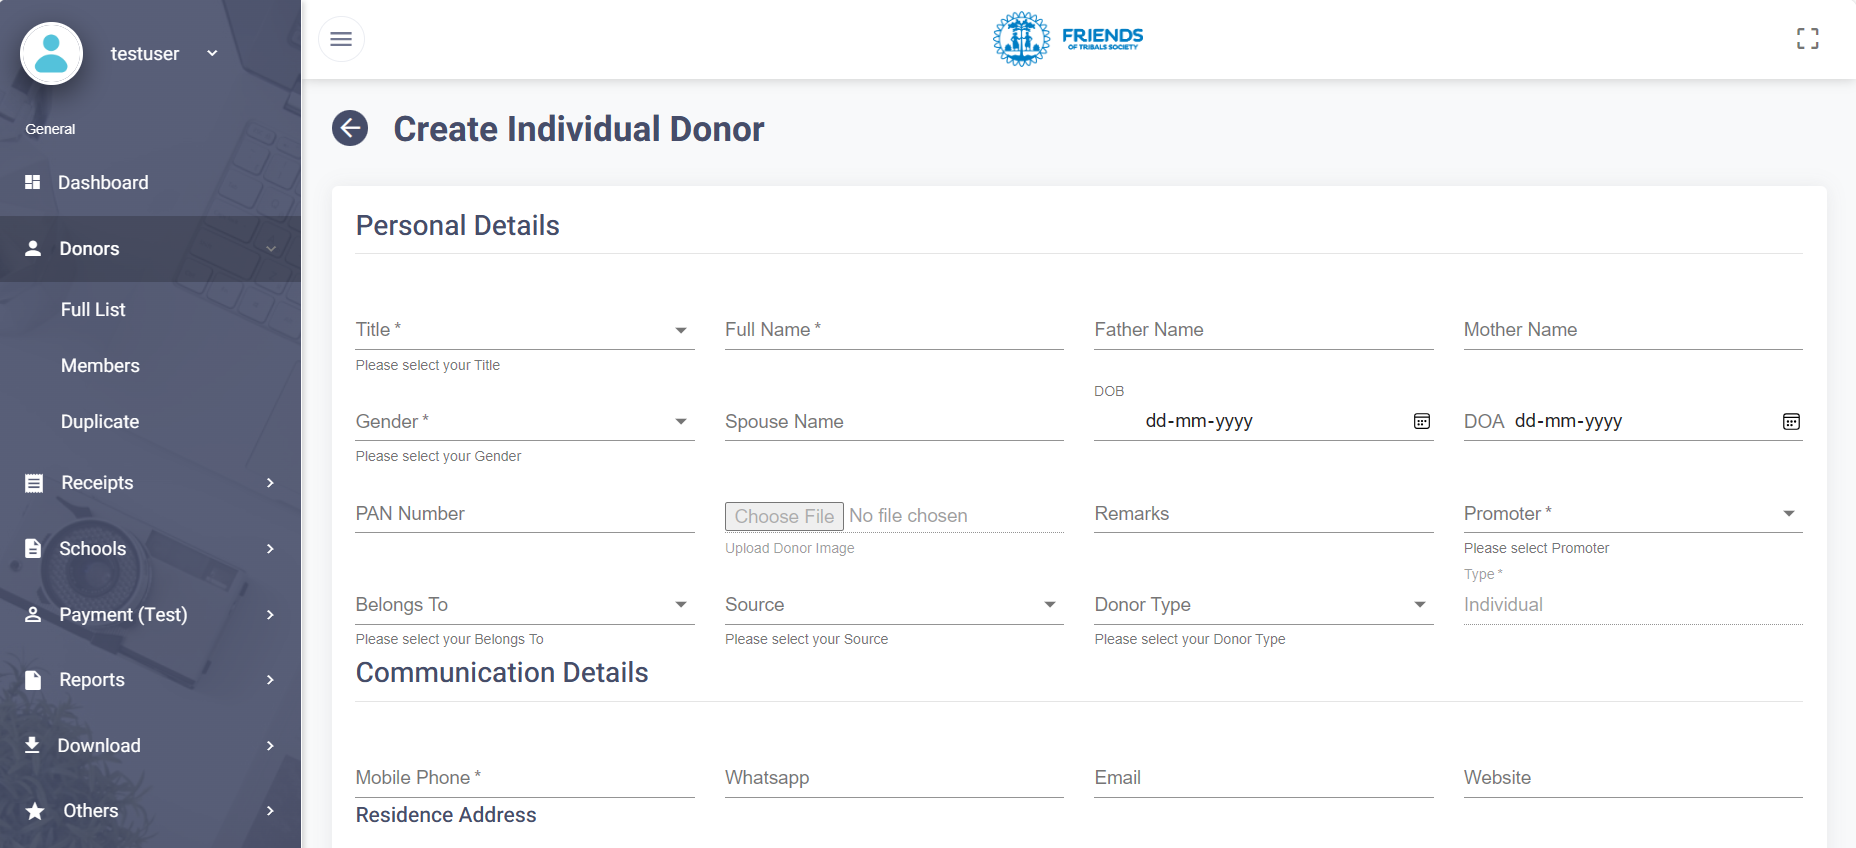 testuser
General
Dashboard
Donors
Full List
Members
Duplicate
Receipts
Schools
Payment (Test)
Reports
Download
Others
FRIENDS
OF TRIBALS SOCIETY
Create Individual Donor
Personal Details
Title *
Please select your Title
Full Name *
Father Name
Mother Name
Gender *
Please select your Gender
Spouse Name
DOB
dd-mm-yyyy
DOA dd-mm-yyyy
PAN Number
Choose File No file chosen
Upload Donor Image
Remarks
Promoter *
Please select Promoter
Belongs To
Please select your Belongs To
Source
Please select your Source
Donor Type
Please select your Donor Type
Type *
Individual
Communication Details
Mobile Phone *
Whatsapp
Email
Website
Residence Address